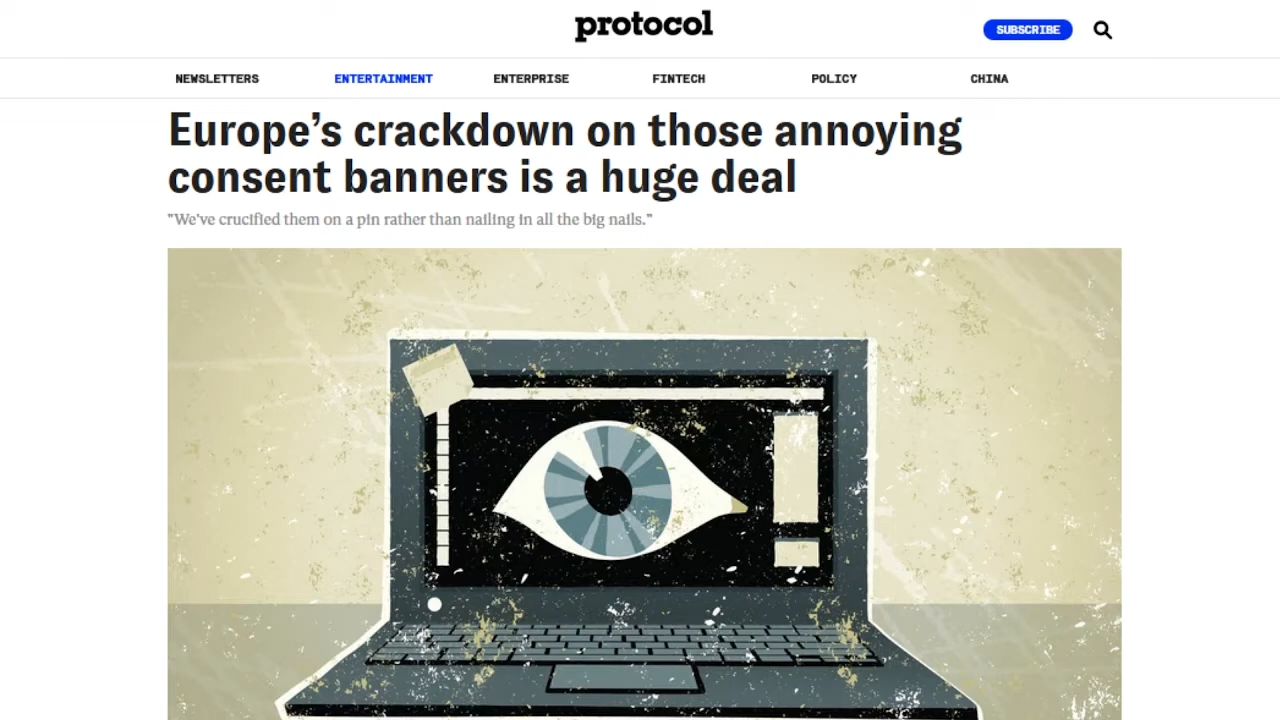 protocol
SUBSCRIBE
NEWSLETTERS ENTERTAINMENT ENTERPRISE FINTECH POLICY CHINA
Europe’s crackdown on those annoying
consent banners is a huge deal
"We've crucified them on a pin rather than nailing in all the big nails."